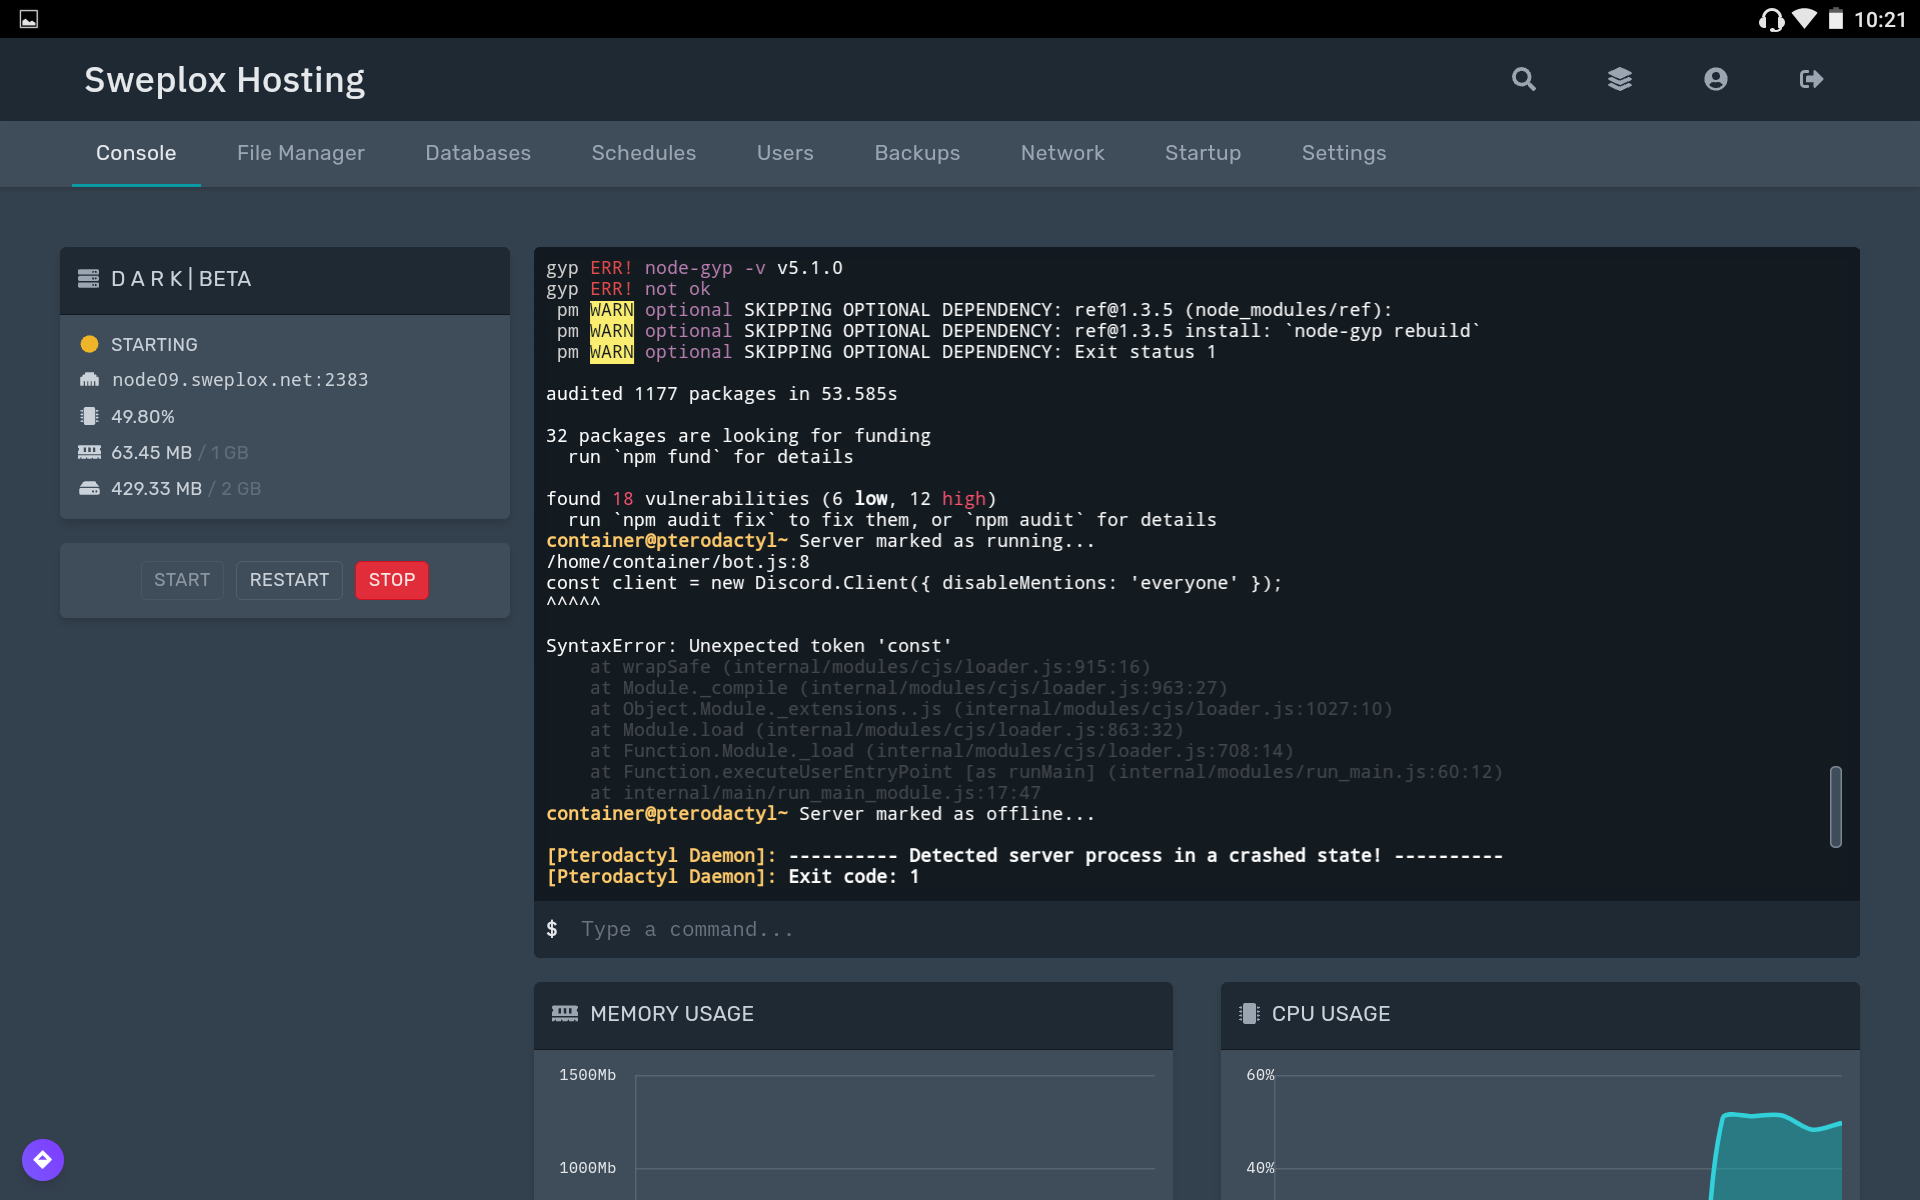 10:21
Sweplox Hosting
Console File Manager Databases Schedules Users Backups Network Startup Settings
D A R K | BETA
STARTING
node09.sweplox.net:2383
49.80%
63.45 MB / 1 GB
429.33 MB / 2 GB
START RESTART STOP
gyp ERR! node-gyp -v v5.1.0
gyp ERR! not ok
pm WARN optional SKIPPING OPTIONAL DEPENDENCY: ref@1.3.5 (node_modules/ref):
pm WARN optional SKIPPING OPTIONAL DEPENDENCY: ref@1.3.5 install: `node-gyp rebuild`
pm WARN optional SKIPPING OPTIONAL DEPENDENCY: Exit status 1
audited 1177 packages in 53.585s
32 packages are looking for funding
run `npm fund` for details
found 18 vulnerabilities (6 low, 12 high)
run `npm audit fix` to fix them, or `npm audit` for details
container@pterodactyl~ Server marked as running...
/home/container/bot.js:8
const client = new Discord.Client({ disableMentions: 'everyone' });
^^^^^
SyntaxError: Unexpected token 'const'
at wrapSafe (internal/modules/cjs/loader.js:915:16)
at Module._compile (internal/modules/cjs/loader.js:963:27)
at Object.Module._extensions..js (internal/modules/cjs/loader.js:1027:10)
at Module.load (internal/modules/cjs/loader.js:863:32)
at Function.Module._load (internal/modules/cjs/loader.js:708:14)
at Function.executeUserEntryPoint [as runMain] (internal/modules/run_main.js:60:12)
at internal/main/run_main_module.js:17:47
container@pterodactyl~ Server marked as offline...
[Pterodactyl Daemon]: ---------- Detected server process in a crashed state! ----------
[Pterodactyl Daemon]: Exit code: 1
$ Type a command...
MEMORY USAGE
1500Mb
1000Mb
CPU USAGE
60%
40%